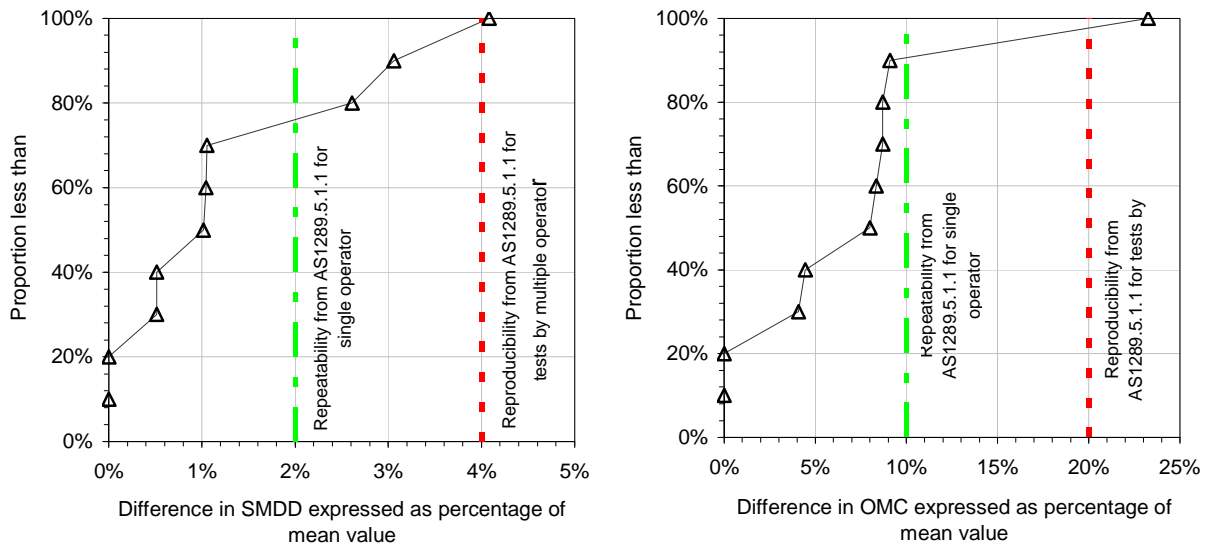 100%
80%
60%
40%
20%
0%
Proportion less than
0%
1%
2%
3%
4%
5%
Difference in SMDD expressed as percentage of
mean value
Repeatability from AS1289.5.1.1 for
single operator
Reproducibility from AS1289.5.1.1 for
tests by multiple operator
100%
80%
60%
40%
20%
0%
Proportion less than
0%
5%
10%
15%
20%
25%
Difference in OMC expressed as percentage of
mean value
Repeatability from
AS1289.5.1.1 for single
operator
Reproducibility from
AS1289.5.1.1 for tests by